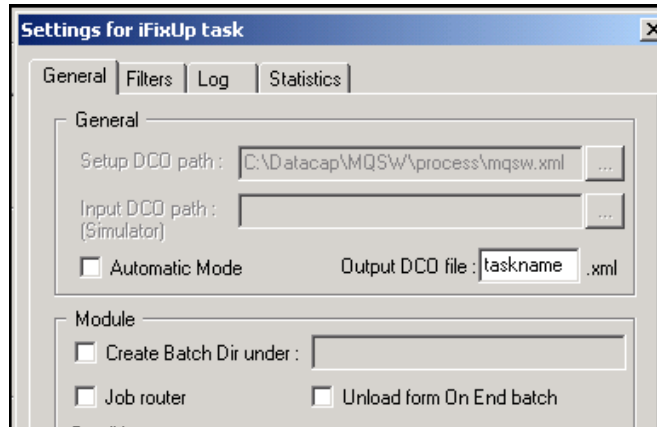 Settings for iFixUp task
General Filters Log Statistics
General
Setup DCO path : C:\Datacap\MQSW\process\mqsw.xml ...
Input DCO path : ...
(Simulator)
Automatic Mode Output DCO file : taskname .xml
Module
Create Batch Dir under :
Job router Unload form On End batch